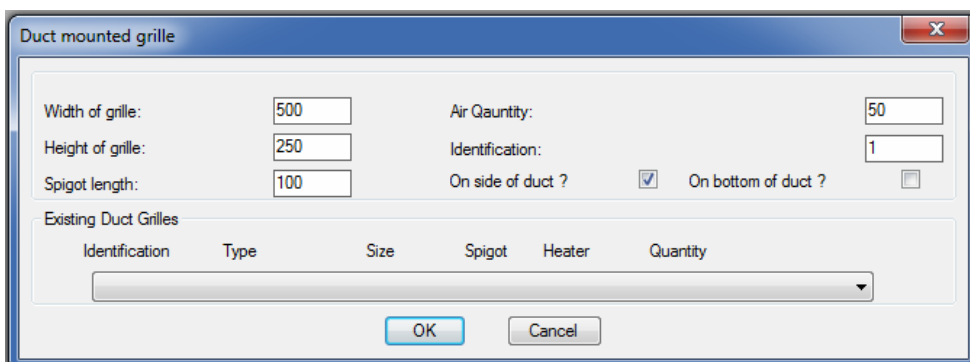 Duct mounted grille
Width of grille: 500 Air Qauntity: 50
Height of grille: 250 Identification: 1
Spigot length: 100 On side of duct ? On bottom of duct ?
Existing Duct Grilles
Identification Type Size Spigot Heater Quantity
OK Cancel